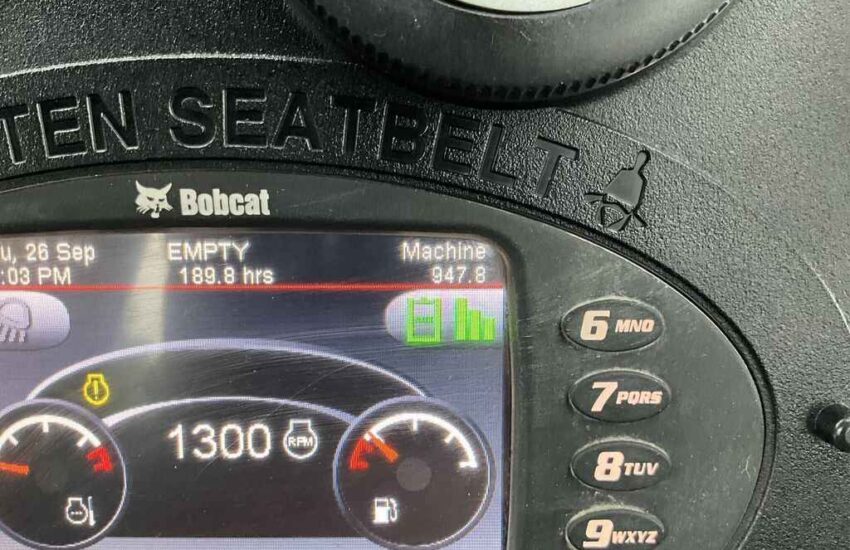 TEN SEATBELT
Bobcat
u, 26 Sep EMPTY Machine
:03 PM 189.8 hrs 947.8
6 MNO
7 PQRS
1300 RPM
8 TUV
9 WXYZ